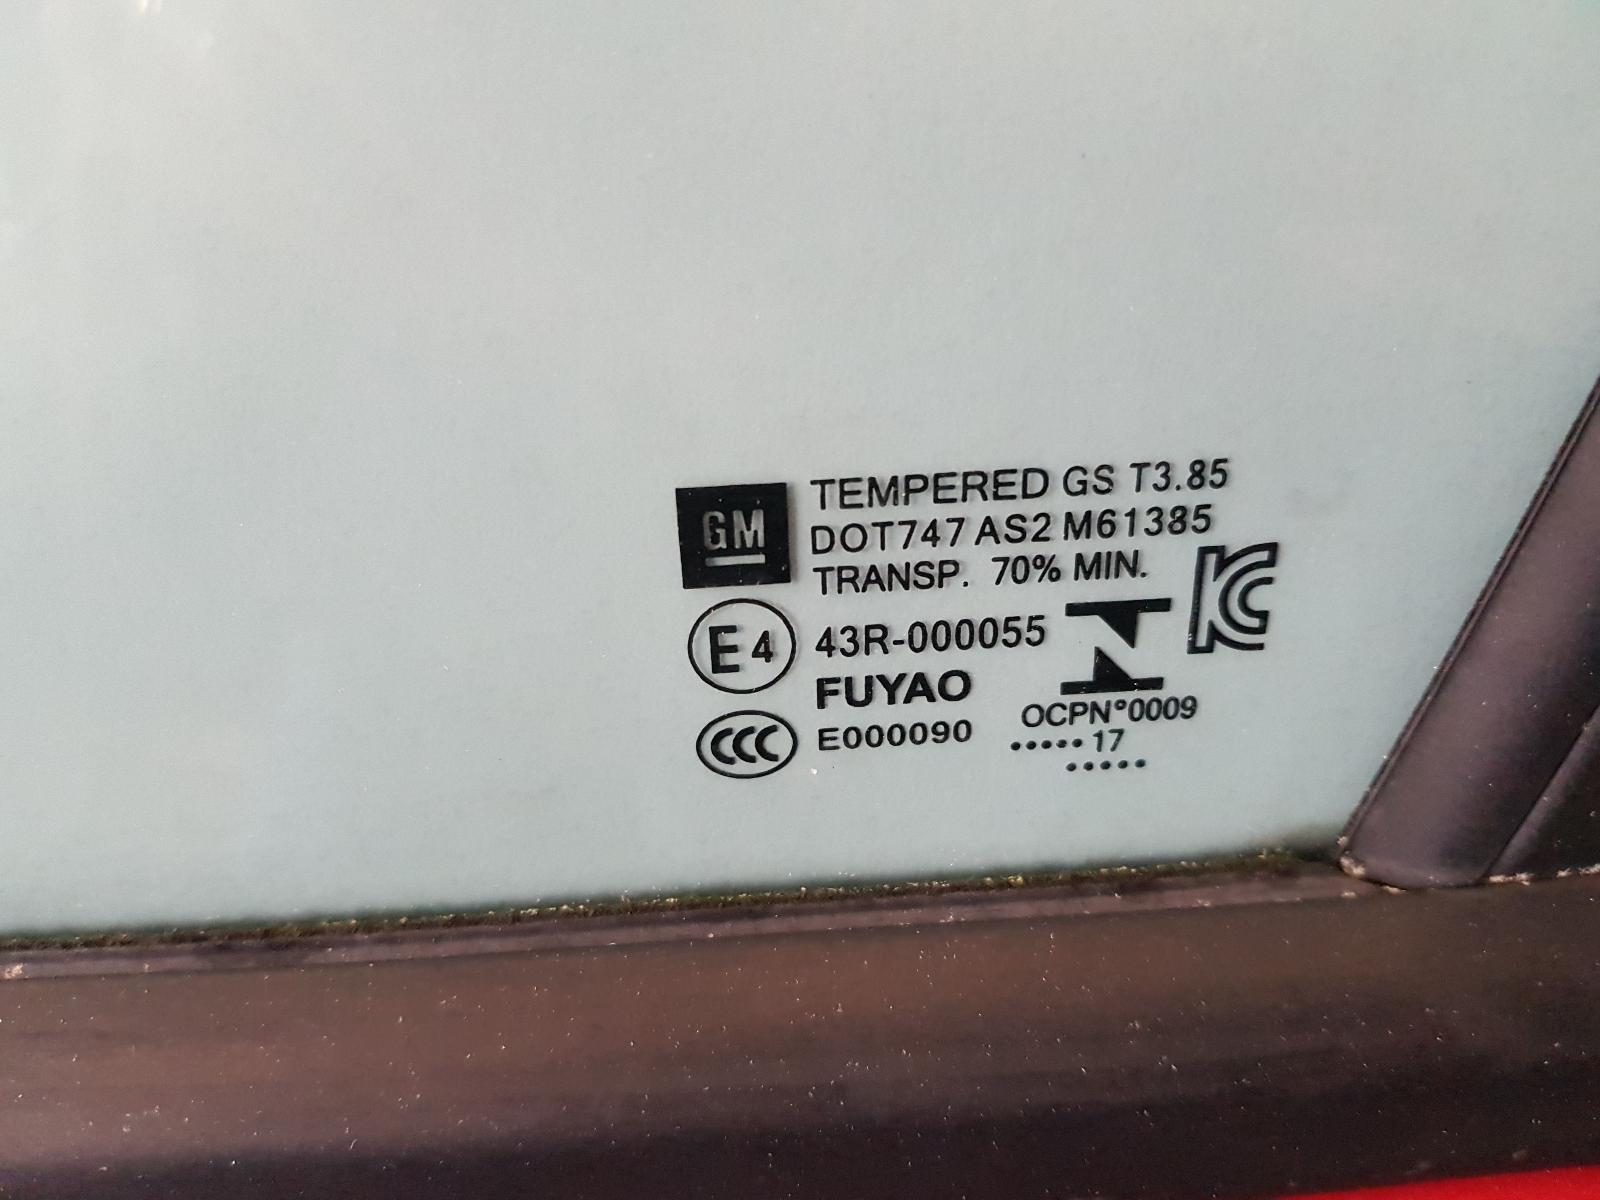 GM
TEMPERED GS T3.85
DOT747 AS2 M61385
TRANSP. 70% MIN.
E4
43R-000055
KC
FUYAO
OCPN°0009
CCC
E000090
.....17
.....